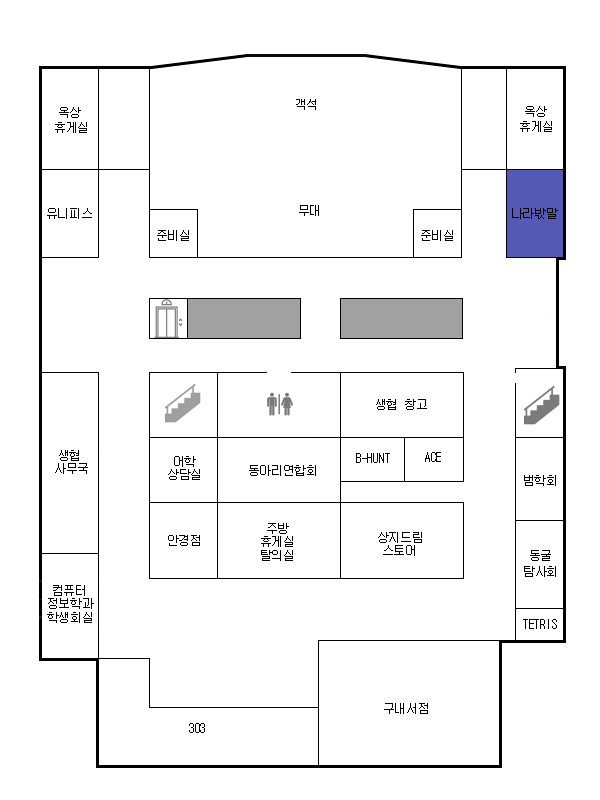 옥상
휴게실
객석
옥상
휴게실
유니피스
무대
나라밖말
준비실
준비실
생협 창고
생협
사무국
어학
상담실
동아리연합회
B-HUNT
ACE
범학회
안경점
주방
휴게실
탈의실
상지드림
스토어
동굴
탐사회
컴퓨터
정보학과
학생회실
TETRIS
구내서점
303